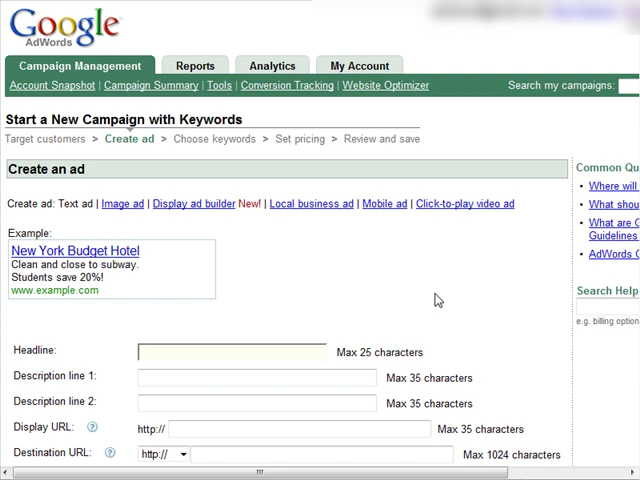 Google
AdWords
Campaign Management
Reports
Analytics
My Account
Account Snapshot | Campaign Summary | Tools | Conversion Tracking | Website Optimizer
Search my campaigns:
Start a New Campaign with Keywords
Target customers > Create ad > Choose keywords > Set pricing > Review and save
Create an ad
Create ad: Text ad | Image ad | Display ad builder New! | Local business ad | Mobile ad | Click-to-play video ad
Example:
New York Budget Hotel
Clean and close to subway.
Students save 20%!
www.example.com
Headline: Max 25 characters
Description line 1: Max 35 characters
Description line 2: Max 35 characters
Display URL: ? http:// Max 35 characters
Destination URL: ? http:// Max 1024 characters
Common Qu
• Where will
• What shou
• What are G
Guidelines
• AdWords G
Search Help
e.g. billing option